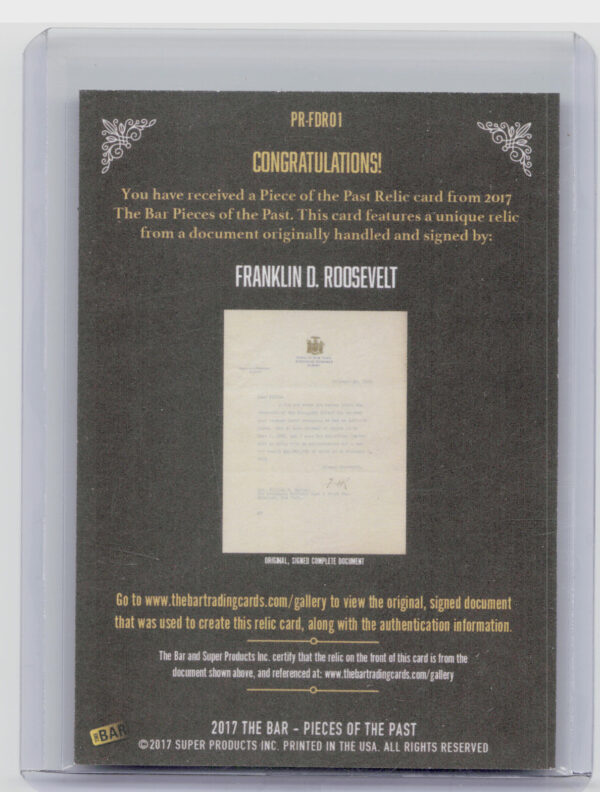 PR-FDR01
CONGRATULATIONS!
You have received a Piece of the Past Relic card from 2017
The Bar Pieces of the Past. This card features a unique relic
from a document originally handled and signed by:
FRANKLIN D. ROOSEVELT
ORIGINAL, SIGNED COMPLETE DOCUMENT
Go to www.thebartradingcards.com/gallery to view the original, signed document
that was used to create this relic card, along with the authentication information.
The Bar and Super Products Inc. certify that the relic on the front of this card is from the
document shown above, and referenced at: www.thebartradingcards.com/gallery
THE BAR
2017 THE BAR - PIECES OF THE PAST
©2017 SUPER PRODUCTS INC. PRINTED IN THE USA. ALL RIGHTS RESERVED